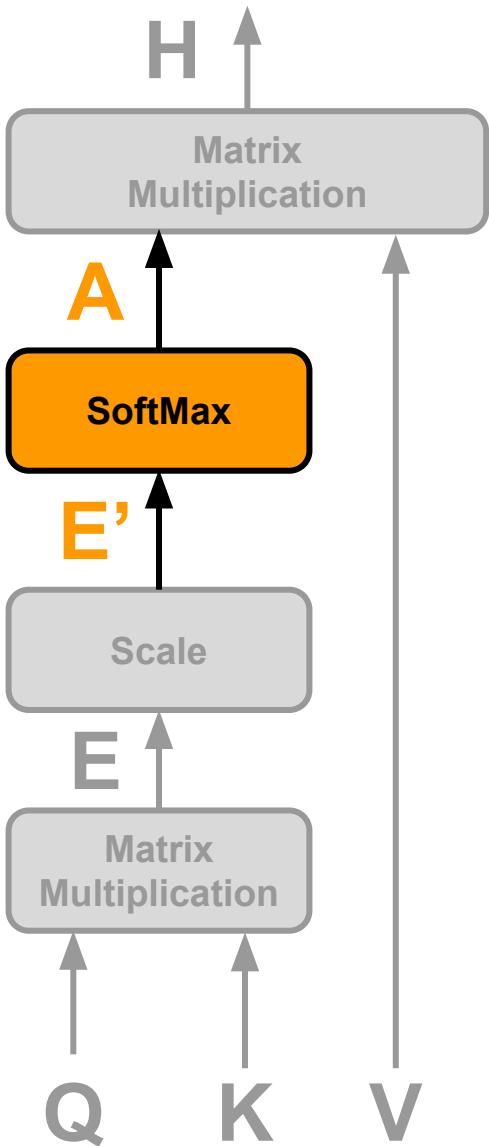 H
Matrix
Multiplication
A
SoftMax
E’
Scale
E
Matrix
Multiplication
Q K V